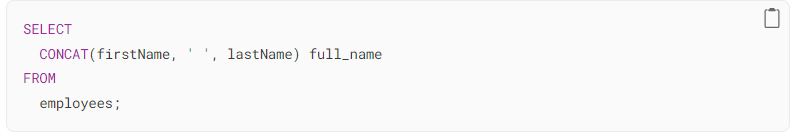 SELECT
  CONCAT(firstName, ' ', lastName) full_name
FROM
  employees;